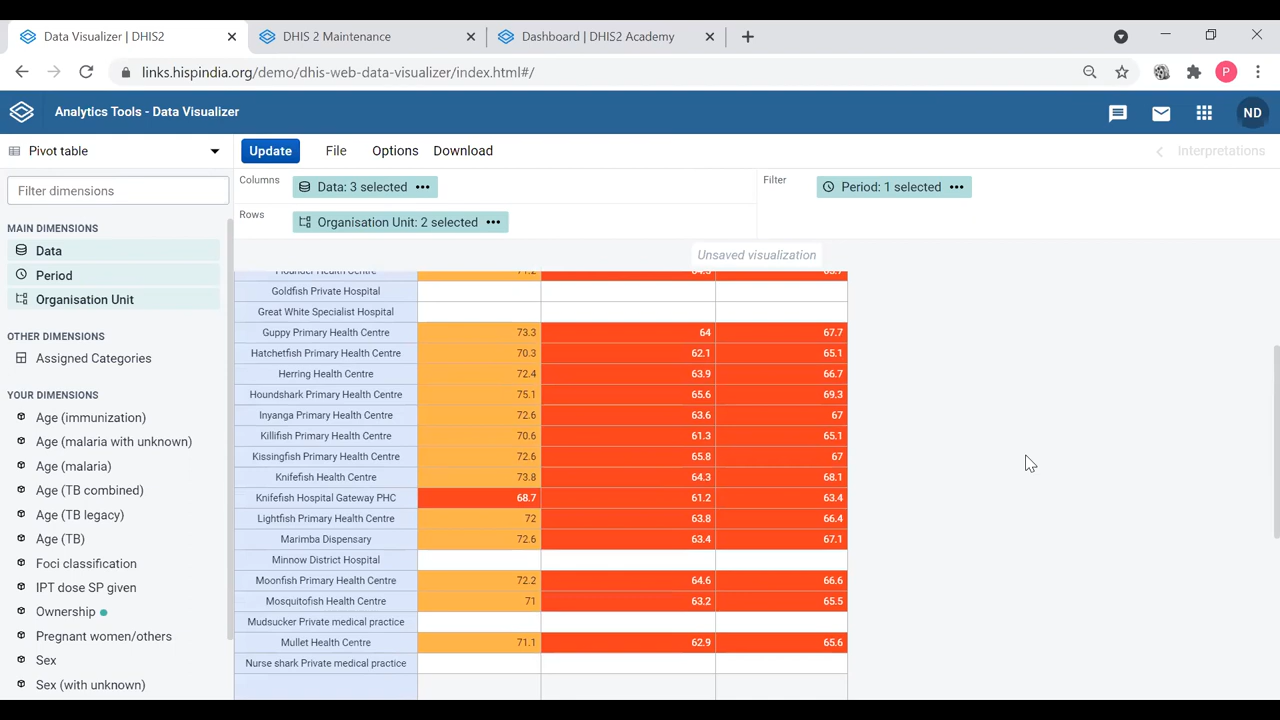 Data Visualizer | DHIS2
DHIS 2 Maintenance
Dashboard | DHIS2 Academy
links.hispindia.org/demo/dhis-web-data-visualizer/index.html#/
P
Analytics Tools - Data Visualizer
ND
Pivot table
Update File Options Download
Interpretations
Filter dimensions
Columns Data: 3 selected
Filter Period: 1 selected
Rows Organisation Unit: 2 selected
MAIN DIMENSIONS
Data
Period
Organisation Unit
OTHER DIMENSIONS
Assigned Categories
YOUR DIMENSIONS
Age (immunization)
Age (malaria with unknown)
Age (malaria)
Age (TB combined)
Age (TB legacy)
Age (TB)
Foci classification
IPT dose SP given
Ownership
Pregnant women/others
Sex
Sex (with unknown)
Unsaved visualization
Goldfish Private Hospital
Great White Specialist Hospital
Guppy Primary Health Centre 73.3 64 67.7
Hatchetfish Primary Health Centre 70.3 62.1 65.1
Herring Health Centre 72.4 63.9 66.7
Houndshark Primary Health Centre 75.1 65.6 69.3
Inyanga Primary Health Centre 72.6 63.6 67
Killifish Primary Health Centre 70.6 61.3 65.1
Kissingfish Primary Health Centre 72.6 65.8 67
Knifefish Health Centre 73.8 64.3 68.1
Knifefish Hospital Gateway PHC 68.7 61.2 63.4
Lightfish Primary Health Centre 72 63.8 66.4
Marimba Dispensary 72.6 63.4 67.1
Minnow District Hospital
Moonfish Primary Health Centre 72.2 64.6 66.6
Mosquitofish Health Centre 71 63.2 65.5
Mudsucker Private medical practice
Mullet Health Centre 71.1 62.9 65.6
Nurse shark Private medical practice